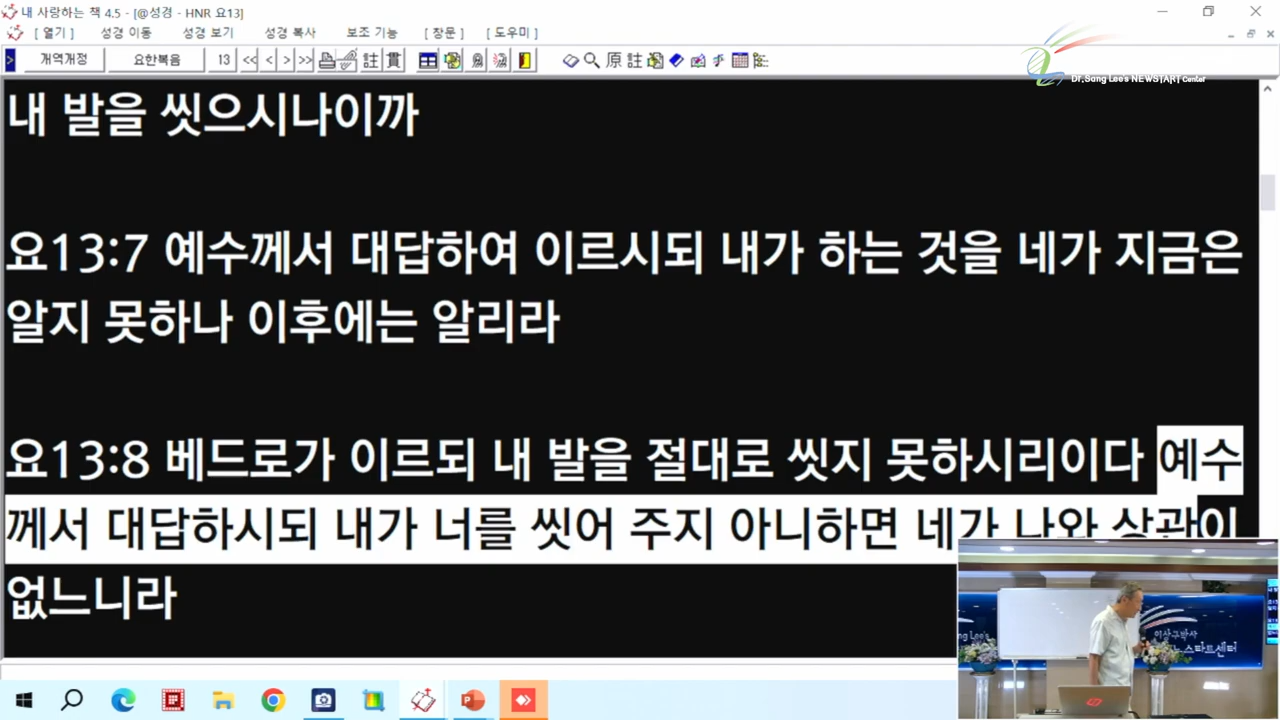 내 사랑하는 책 4.5 - [@성경 - HNR 요13]
[ 열기 ] 성경 이동 성경 보기 성경 복사 보조 기능 [ 창문 ] [ 도우미 ]
개역개정 요한복음 13 << < > >> 註 貫 原 註
Dr.Sang Lee's NEWSTART Center
내 발을 씻으시나이까
요13:7 예수께서 대답하여 이르시되 내가 하는 것을 네가 지금은
알지 못하나 이후에는 알리라
요13:8 베드로가 이르되 내 발을 절대로 씻지 못하시리이다 예수
께서 대답하시되 내가 너를 씻어 주지 아니하면 네가 나와 상관이
없느니라
이상구박사
스타트센터